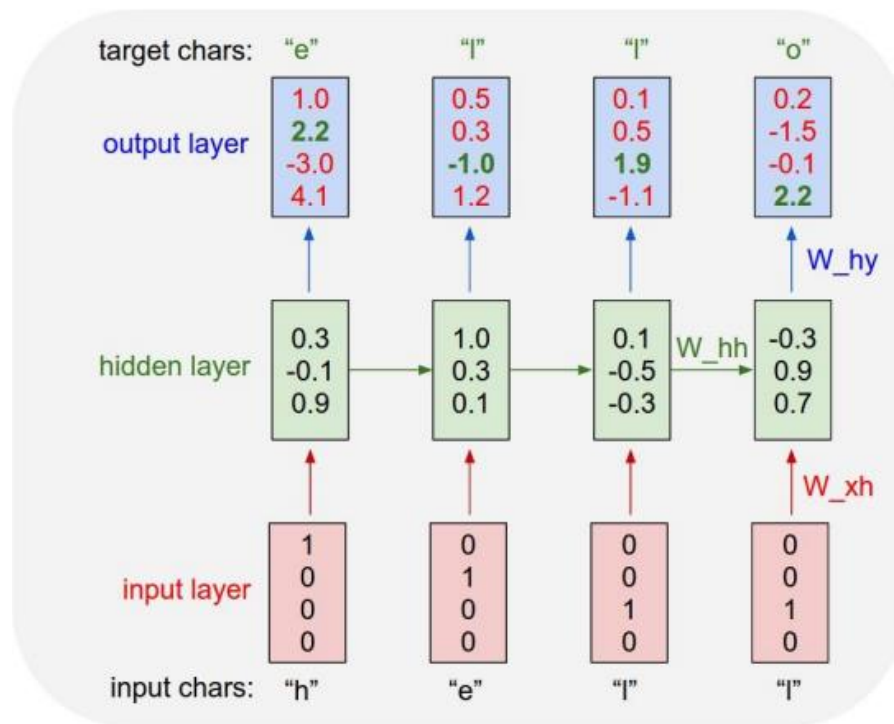 target chars: “e” “l” “l” “o”
output layer
1.0 0.5 0.1 0.2
2.2 0.3 0.5 -1.5
-3.0 -1.0 1.9 -0.1
4.1 1.2 -1.1 2.2
W_hy
hidden layer
0.3 1.0 0.1 -0.3
-0.1 0.3 -0.5 0.9
0.9 0.1 -0.3 0.7
W_hh
W_xh
input layer
1 0 0 0
0 1 0 0
0 0 1 1
0 0 0 0
input chars: “h” “e” “l” “l”